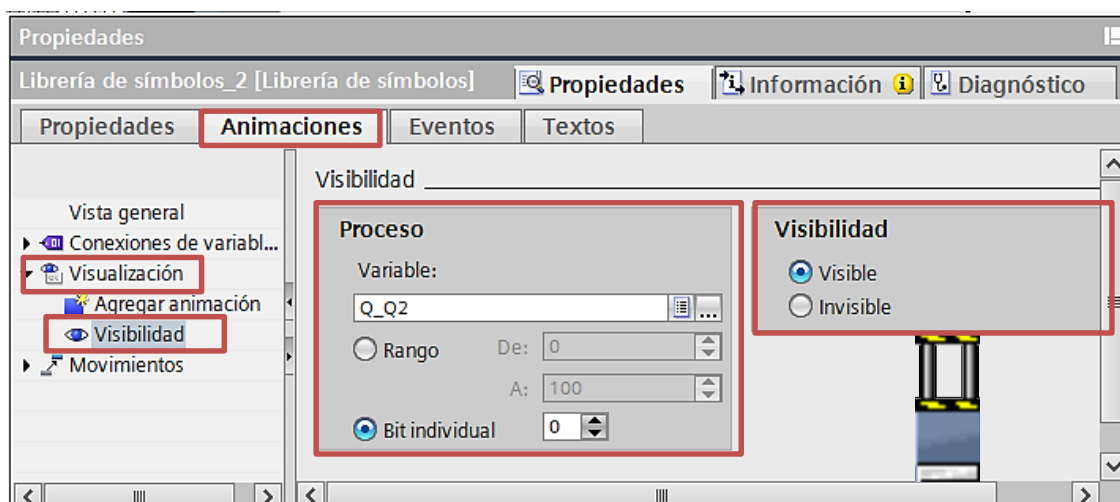 Propiedades
Librería de símbolos_2 [Librería de símbolos]
Propiedades
Información
Diagnóstico
Propiedades
Animaciones
Eventos
Textos
Vista general
Conexiones de variabl...
Visualización
Agregar animación
Visibilidad
Movimientos
Visibilidad
Proceso
Variable:
Q_Q2
...
Rango De: 0
A: 100
Bit individual 0
Visibilidad
Visible
Invisible